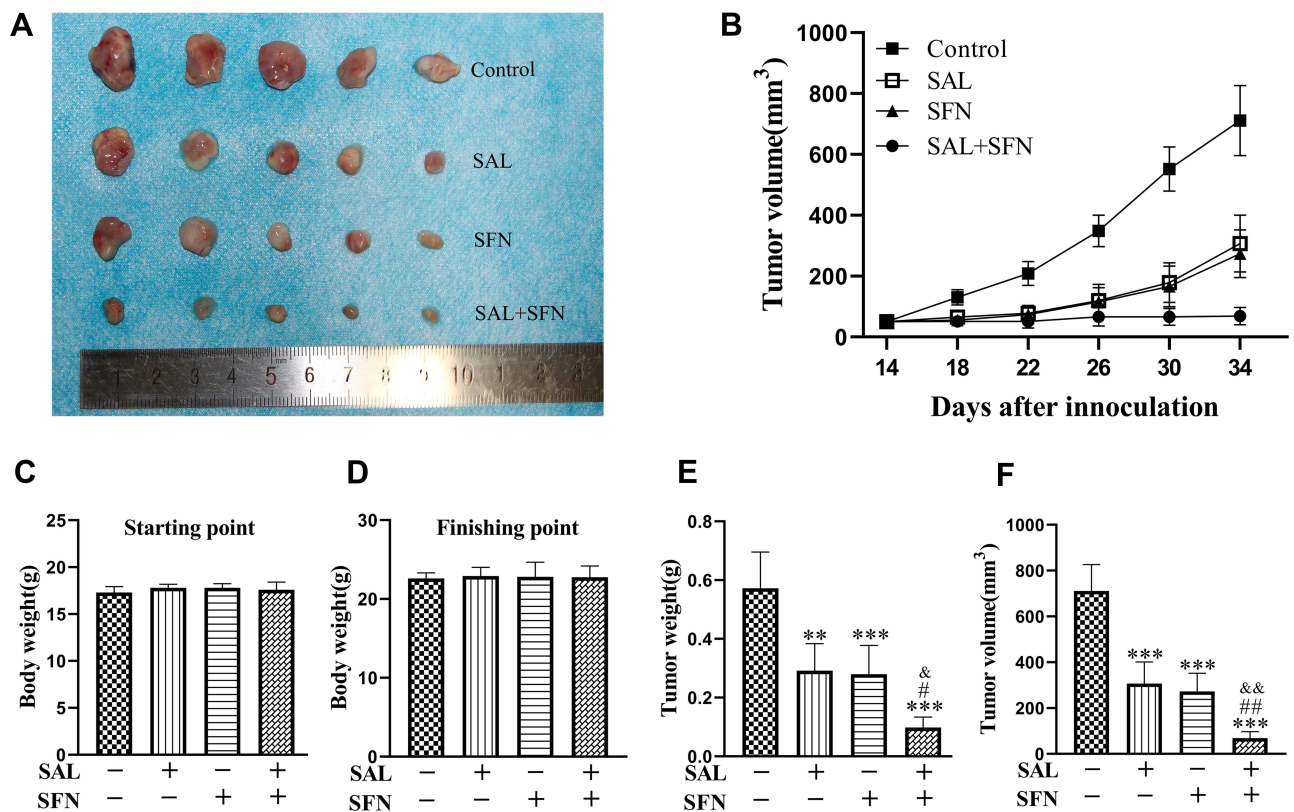 A
Control
SAL
SFN
SAL+SFN
mm
1 2 3 4 5 6 7 8 9 10 1 2 3
B
Tumor volume(mm³)
1000
800
600
400
200
0
Control
SAL
SFN
SAL+SFN
14 18 22 26 30 34
Days after innoculation
C
Starting point
Body weight(g)
25
20
15
10
5
0
SAL − + − +
SFN − − + +
D
Finishing point
Body weight(g)
30
20
10
0
− + − +
− − + +
E
Tumor weight(g)
0.8
0.6
0.4
0.2
0.0
**
***
&
#
***
SAL − + − +
SFN − − + +
F
Tumor volume(mm³)
1000
800
600
400
200
0
***
***
&&
##
***
SAL − + − +
SFN − − + +